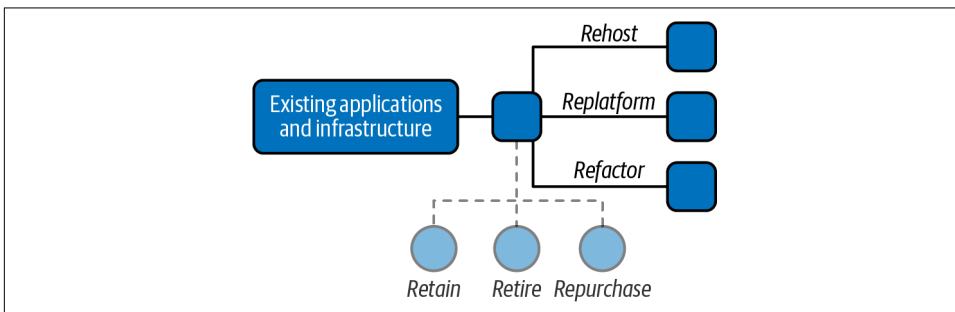 Rehost
Existing applications
and infrastructure
Replatform
Refactor
Retain
Retire
Repurchase